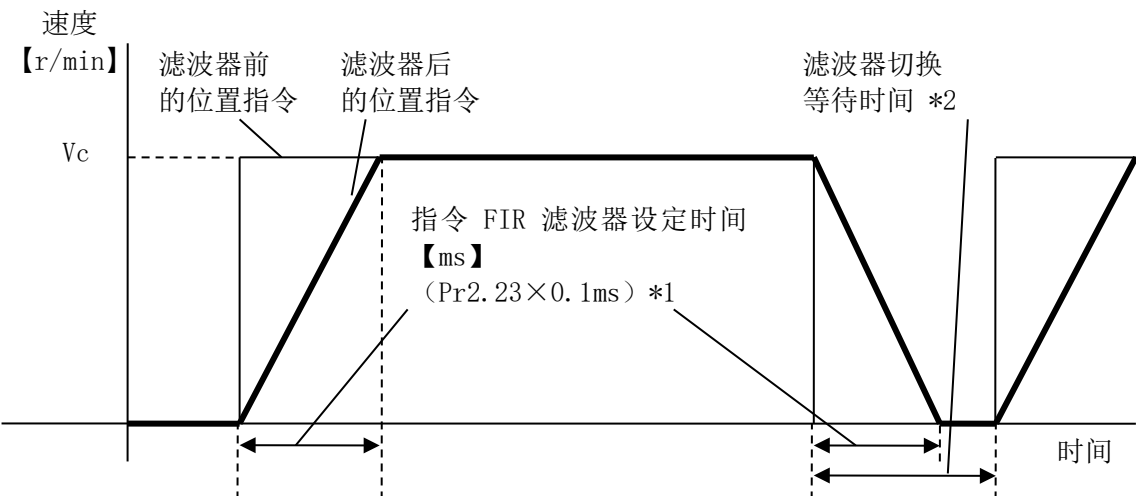 速度
【r/min】
滤波器前
的位置指令
滤波器后
的位置指令
滤波器切换
等待时间 *2
Vc
指令 FIR 滤波器设定时间
【ms】
（Pr2.23×0.1ms）*1
时间